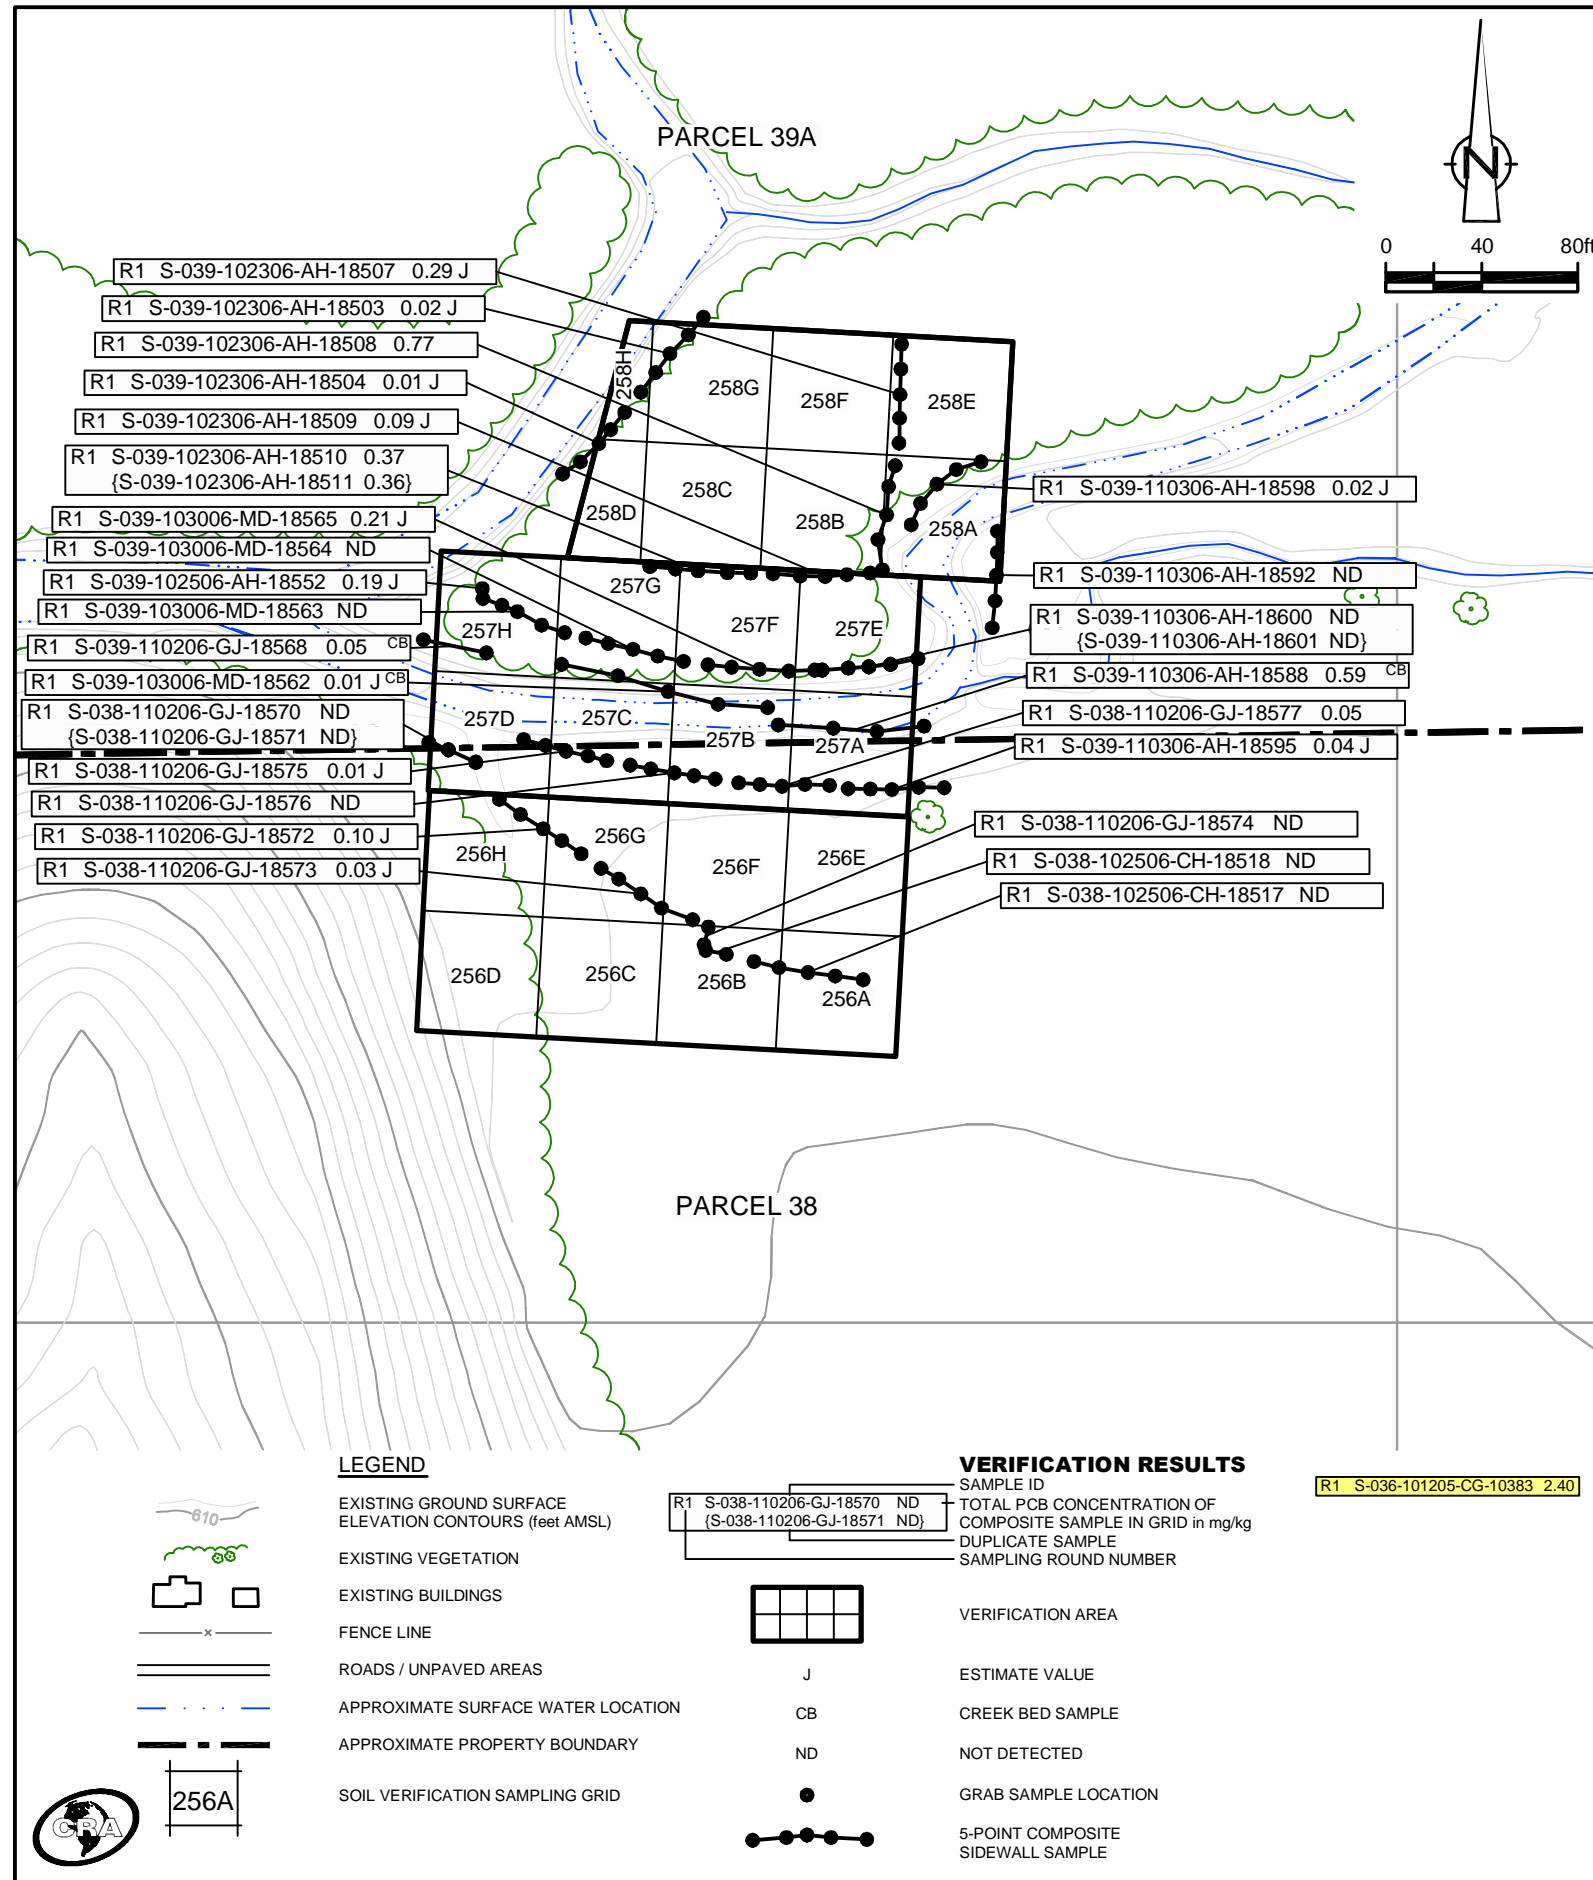 PARCEL 39A
N
0 40 80ft
R1 S-039-102306-AH-18507 0.29 J
R1 S-039-102306-AH-18503 0.02 J
R1 S-039-102306-AH-18508 0.77
R1 S-039-102306-AH-18504 0.01 J
R1 S-039-102306-AH-18509 0.09 J
R1 S-039-102306-AH-18510 0.37
{S-039-102306-AH-18511 0.36}
R1 S-039-103006-MD-18565 0.21 J
R1 S-039-103006-MD-18564 ND
R1 S-039-102506-AH-18552 0.19 J
R1 S-039-103006-MD-18563 ND
R1 S-039-110206-GJ-18568 0.05 CB
R1 S-039-103006-MD-18562 0.01 J CB
R1 S-038-110206-GJ-18570 ND
{S-038-110206-GJ-18571 ND}
R1 S-038-110206-GJ-18575 0.01 J
R1 S-038-110206-GJ-18576 ND
R1 S-038-110206-GJ-18572 0.10 J
R1 S-038-110206-GJ-18573 0.03 J
258H
258G
258F
258E
258D
258C
258B
258A
257H
257G
257F
257E
257D
257C
257B
257A
256H
256G
256F
256E
256D
256C
256B
256A
R1 S-039-110306-AH-18598 0.02 J
R1 S-039-110306-AH-18592 ND
R1 S-039-110306-AH-18600 ND
{S-039-110306-AH-18601 ND}
R1 S-039-110306-AH-18588 0.59 CB
R1 S-038-110206-GJ-18577 0.05
R1 S-039-110306-AH-18595 0.04 J
R1 S-038-110206-GJ-18574 ND
R1 S-038-102506-CH-18518 ND
R1 S-038-102506-CH-18517 ND
PARCEL 38
LEGEND
610
EXISTING GROUND SURFACE
ELEVATION CONTOURS (feet AMSL)
EXISTING VEGETATION
EXISTING BUILDINGS
x
FENCE LINE
ROADS / UNPAVED AREAS
APPROXIMATE SURFACE WATER LOCATION
APPROXIMATE PROPERTY BOUNDARY
256A
SOIL VERIFICATION SAMPLING GRID
CRA
VERIFICATION RESULTS
R1 S-038-110206-GJ-18570 ND
{S-038-110206-GJ-18571 ND}
SAMPLE ID
TOTAL PCB CONCENTRATION OF
COMPOSITE SAMPLE IN GRID in mg/kg
DUPLICATE SAMPLE
SAMPLING ROUND NUMBER
R1 S-036-101205-CG-10383 2.40
VERIFICATION AREA
J ESTIMATE VALUE
CB CREEK BED SAMPLE
ND NOT DETECTED
GRAB SAMPLE LOCATION
5-POINT COMPOSITE
SIDEWALL SAMPLE